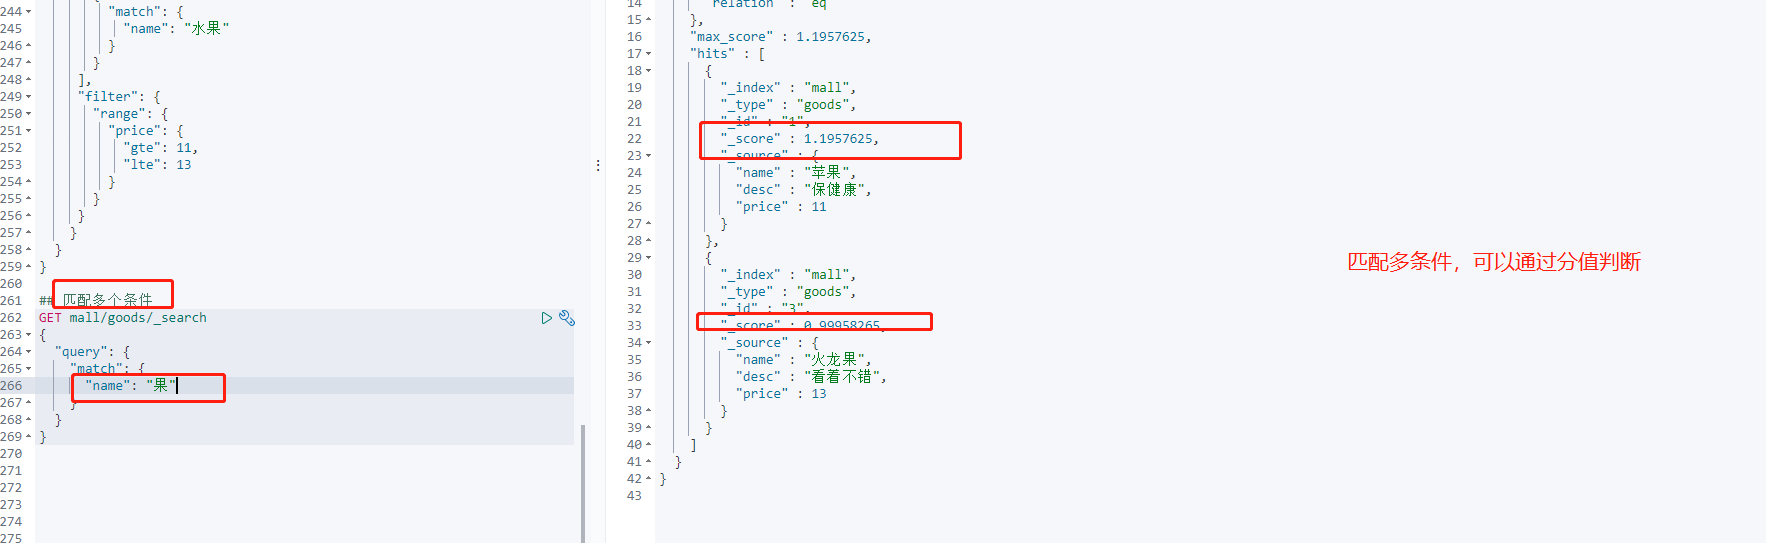 244 "match": {
245 "name": "水果"
246 }
247 }
248 ],
249 "filter": {
250 "range": {
251 "price": {
252 "gte": 11,
253 "lte": 13
254 }
255 }
256 }
257 }
258 }
259 }
260
261 ## 匹配多个条件
262 GET mall/goods/_search
263 {
264 "query": {
265 "match": {
266 "name": "果"
267 }
268 }
269 }
270
271
272
273
274
275
14 "relation" : "eq"
15 },
16 "max_score" : 1.1957625,
17 "hits" : [
18 {
19 "_index" : "mall",
20 "_type" : "goods",
21 "_id" : "1",
22 "_score" : 1.1957625,
23 "_source" : {
24 "name" : "苹果",
25 "desc" : "保健康",
26 "price" : 11
27 }
28 },
29 {
30 "_index" : "mall",
31 "_type" : "goods",
32 "_id" : "3",
33 "_score" : 0.99958265,
34 "_source" : {
35 "name" : "火龙果",
36 "desc" : "看着不错",
37 "price" : 13
38 }
39 }
40 ]
41 }
42 }
43
匹配多条件，可以通过分值判断